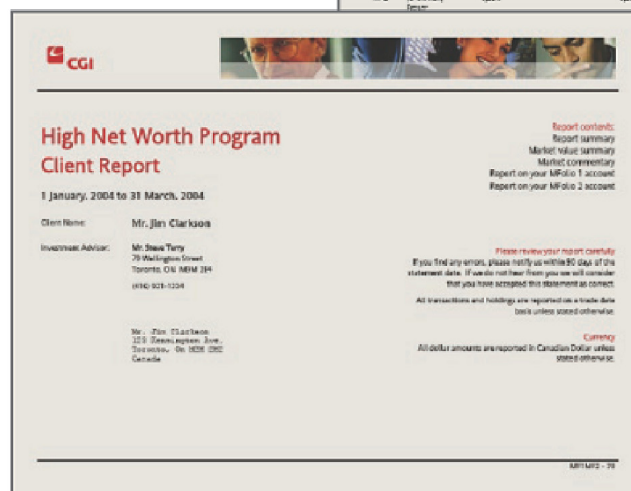 CGI
High Net Worth Program
Client Report
1 January, 2004 to 31 March, 2004
Client Name: Mr. Jim Clarkson
Investment Advisor: Mr. Steve Terry
79 Wellington Street
Toronto, ON
Report contents:
Report summary
Market value summary
Market commentary
Report on your MFolio 1 account
Report on your MFolio 2 account
Please review your report carefully
If you find any errors, please notify us within 90 days of the
statement date. If we do not hear from you we will consider
that you have accepted this statement as correct.
All transactions and holdings are reported on a trade date
basis unless stated otherwise.
Currency
All dollar amounts are reported in Canadian Dollar unless
stated otherwise.
Mr. Jim Clarkson
Toronto, On
Canada